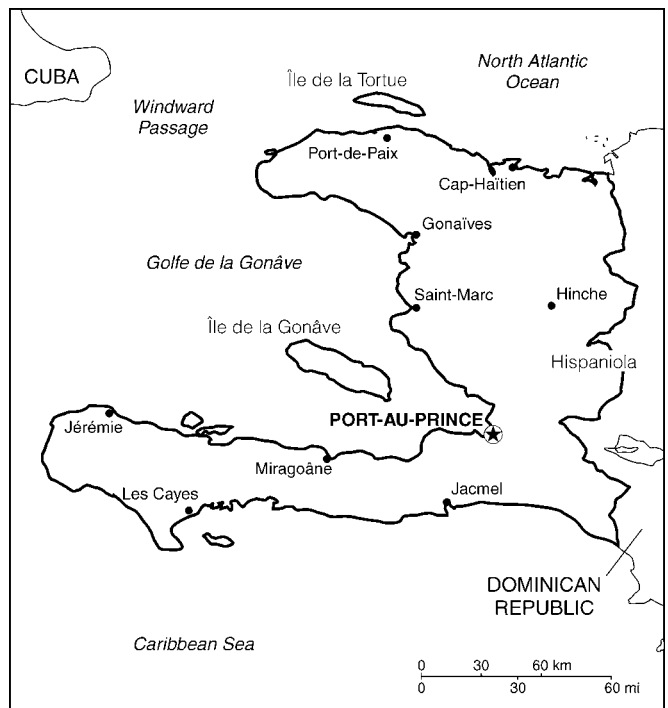 CUBA
North Atlantic
Ocean
Île de la Tortue
Windward
Passage
Port-de-Paix
Cap-Haïtien
Gonaïves
Golfe de la Gonâve
Saint-Marc
Hinche
Île de la Gonâve
Hispaniola
PORT-AU-PRINCE
Jérémie
Miragoâne
Les Cayes
Jacmel
DOMINICAN
REPUBLIC
Caribbean Sea
0 30 60 km
0 30 60 mi